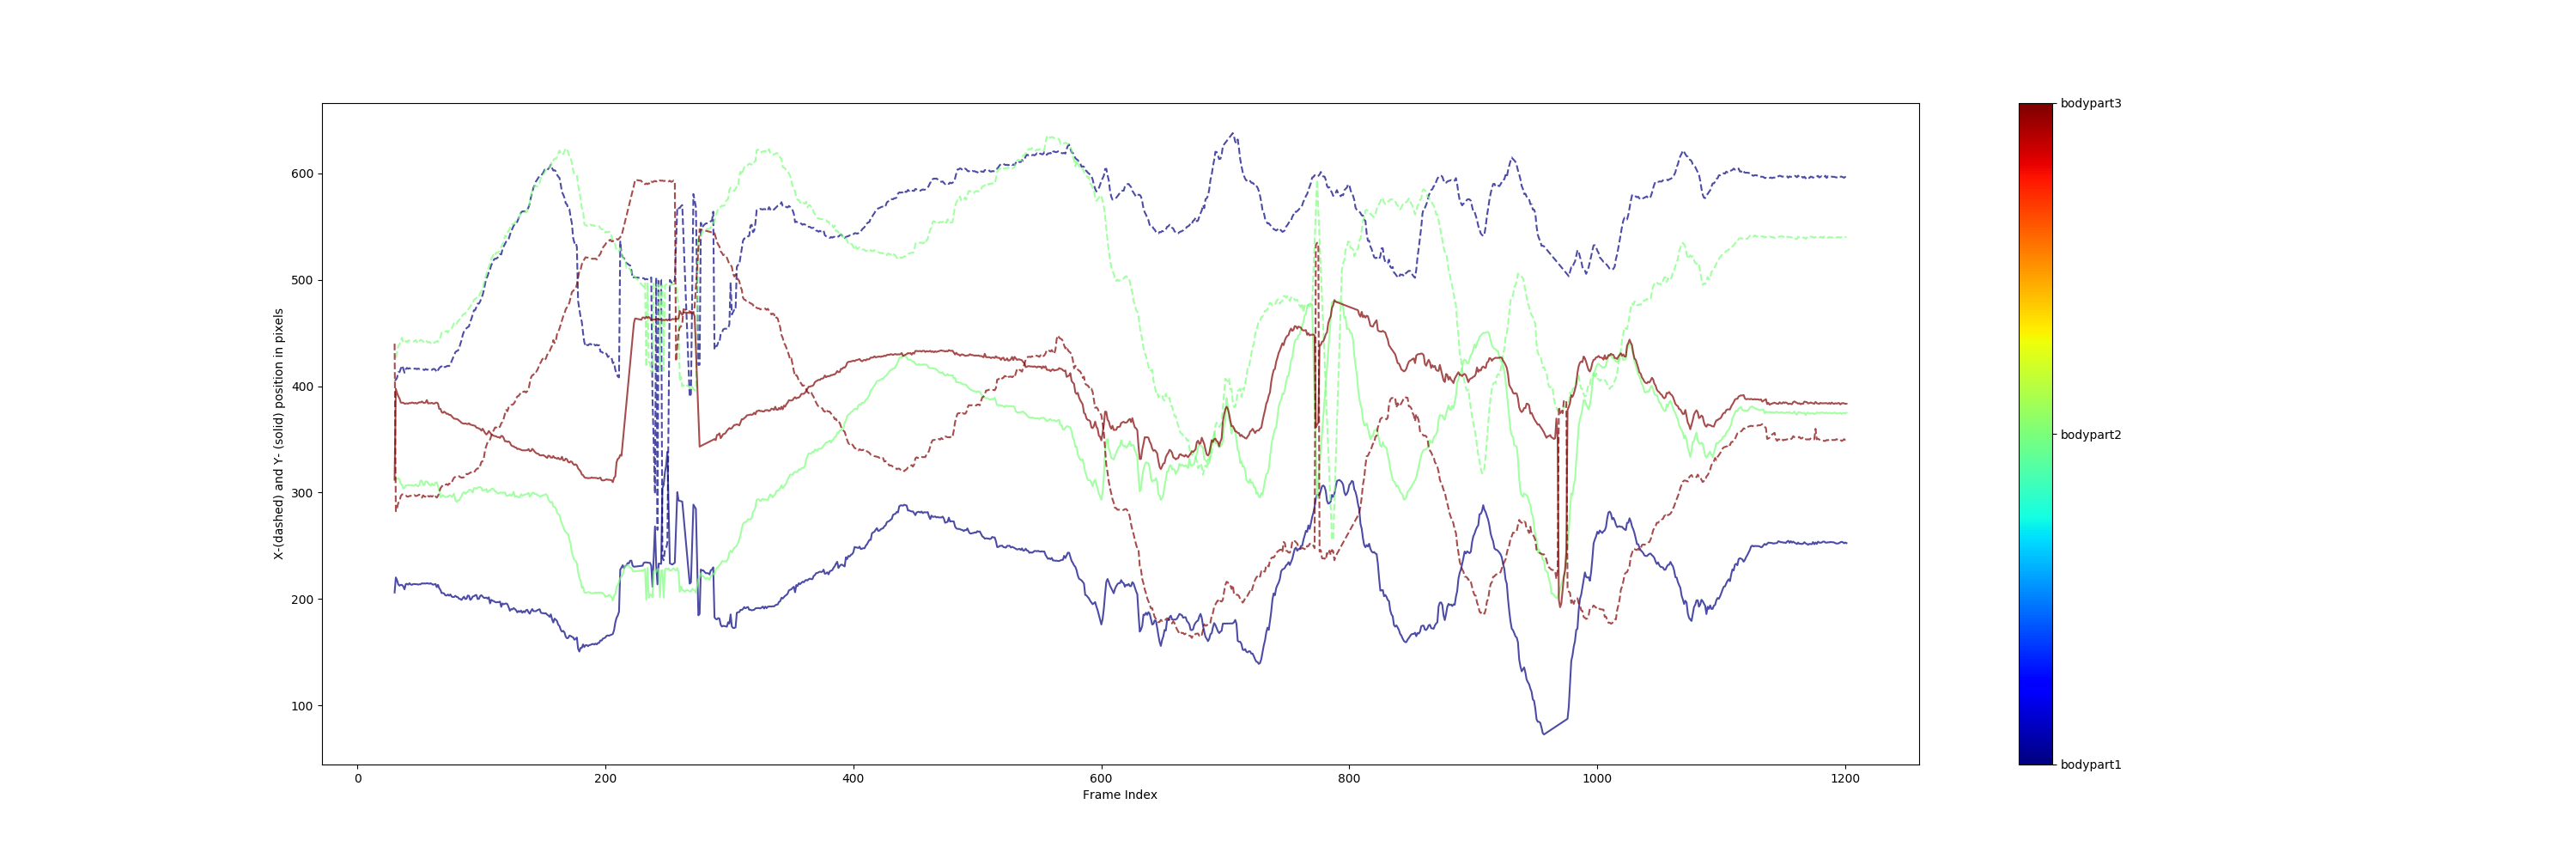 X-(dashed) and Y- (solid) position in pixels
600
500
400
300
200
100
0
200
400
600
800
1000
1200
Frame Index
bodypart3
bodypart2
bodypart1